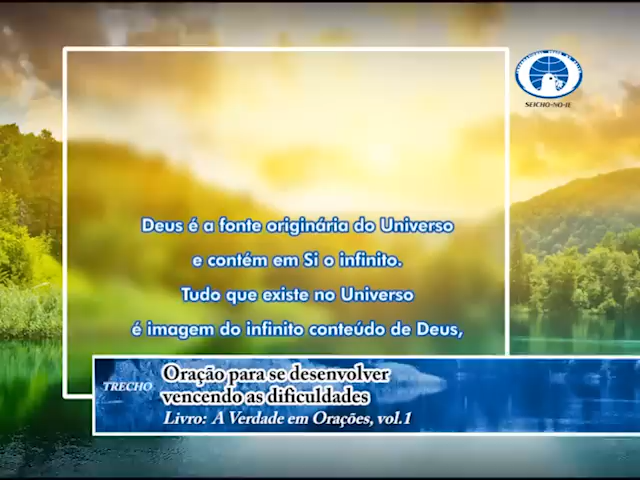 SEICHO-NO-IE
Deus é a fonte originária do Universo
e contém em Si o infinito.
Tudo que existe no Universo
é imagem do infinito conteúdo de Deus,
TRECHO
Oração para se desenvolver
vencendo as dificuldades
Livro: A Verdade em Orações, vol.1